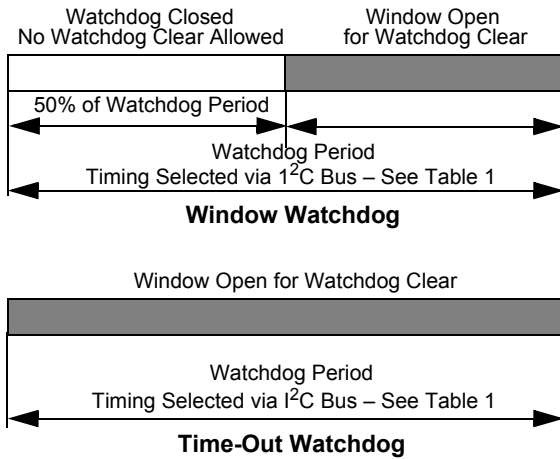 Watchdog Closed
No Watchdog Clear Allowed
Window Open
for Watchdog Clear
50% of Watchdog Period
Watchdog Period
Timing Selected via 1²C Bus – See Table 1
Window Watchdog
Window Open for Watchdog Clear
Watchdog Period
Timing Selected via I²C Bus – See Table 1
Time-Out Watchdog